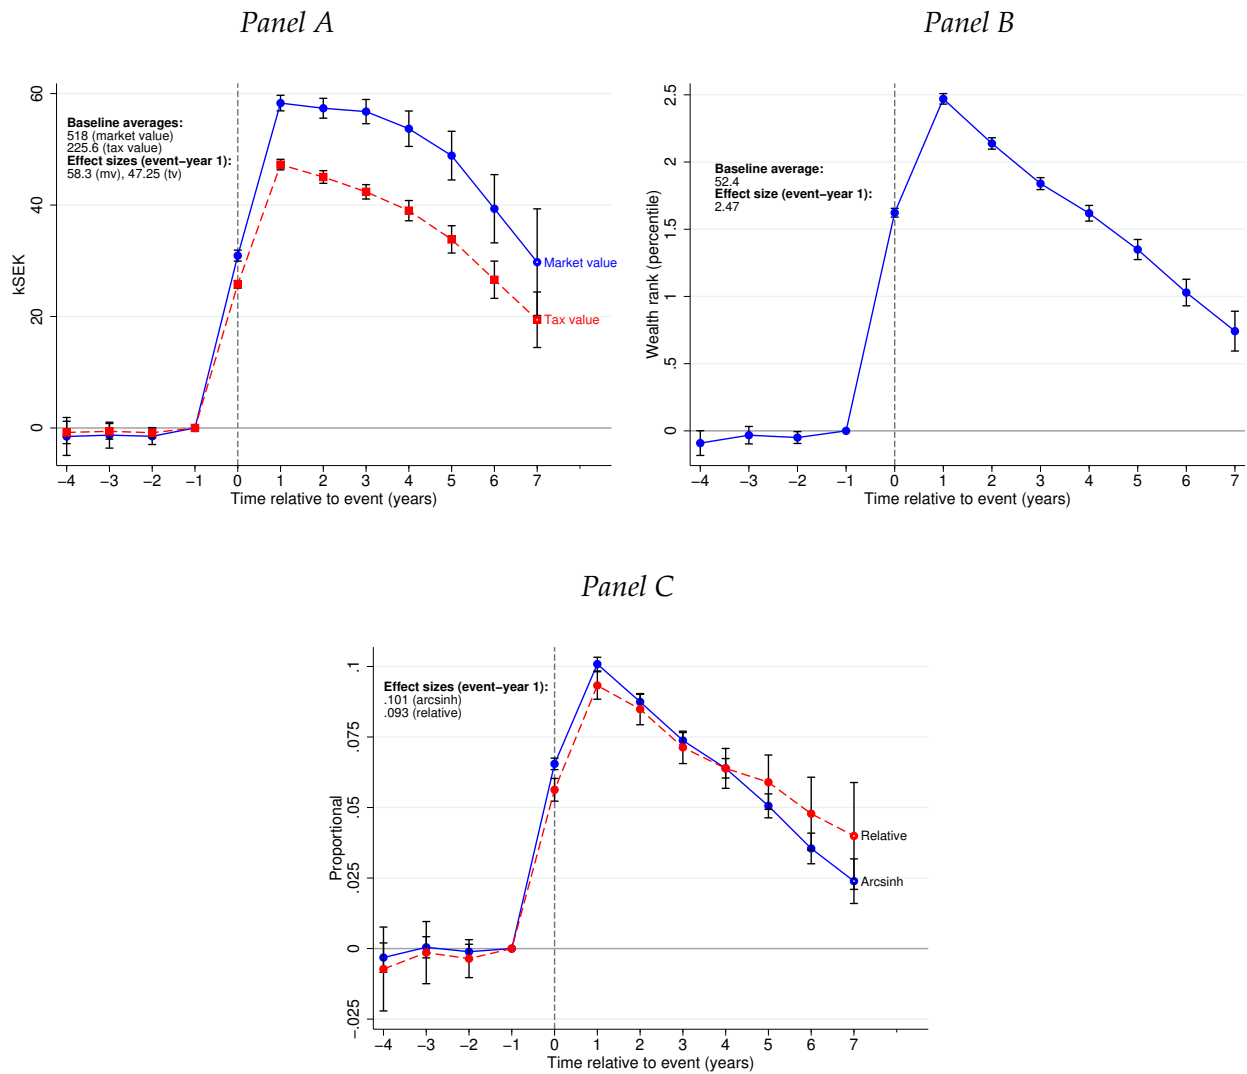 Panel A
60
40
20
0
kSEK
Baseline averages:
518 (market value)
225.6 (tax value)
Effect sizes (event−year 1):
58.3 (mv), 47.25 (tv)
Market value
Tax value
−4 −3 −2 −1 0 1 2 3 4 5 6 7
Time relative to event (years)
Panel B
2.5
2
1.5
1
.5
0
Wealth rank (percentile)
Baseline average:
52.4
Effect size (event−year 1):
2.47
−4 −3 −2 −1 0 1 2 3 4 5 6 7
Time relative to event (years)
Panel C
.1
.075
.05
.025
0
−.025
Proportional
Effect sizes (event−year 1):
.101 (arcsinh)
.093 (relative)
Relative
Arcsinh
−4 −3 −2 −1 0 1 2 3 4 5 6 7
Time relative to event (years)